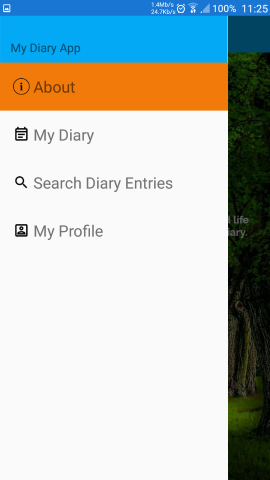 1.4Mb/s
24.7Kb/s
100% 11:25
My Diary App
About
My Diary
Search Diary Entries
My Profile
life
iary.